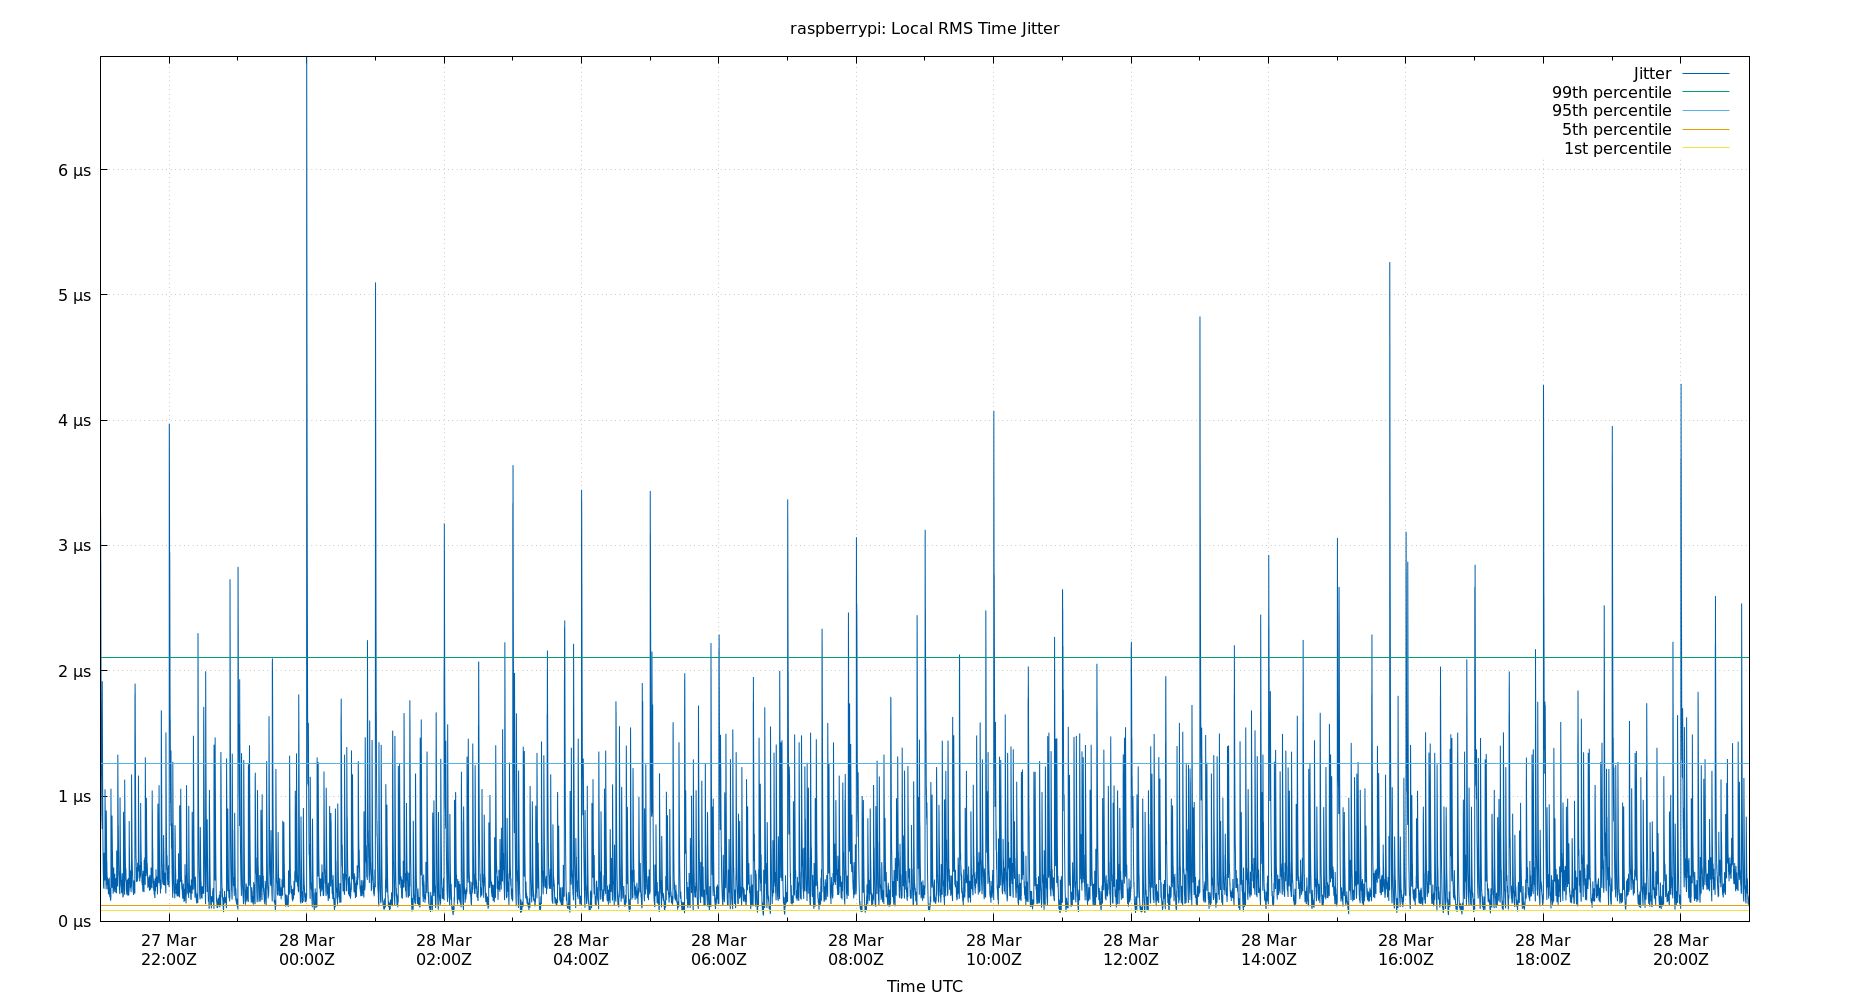 raspberrypi: Local RMS Time Jitter
Jitter
99th percentile
95th percentile
5th percentile
1st percentile
6 µs
5 µs
4 µs
3 µs
2 µs
1 µs
0 µs
27 Mar 28 Mar 28 Mar 28 Mar 28 Mar 28 Mar 28 Mar 28 Mar 28 Mar 28 Mar 28 Mar 28 Mar
22:00Z 00:00Z 02:00Z 04:00Z 06:00Z 08:00Z 10:00Z 12:00Z 14:00Z 16:00Z 18:00Z 20:00Z
Time UTC